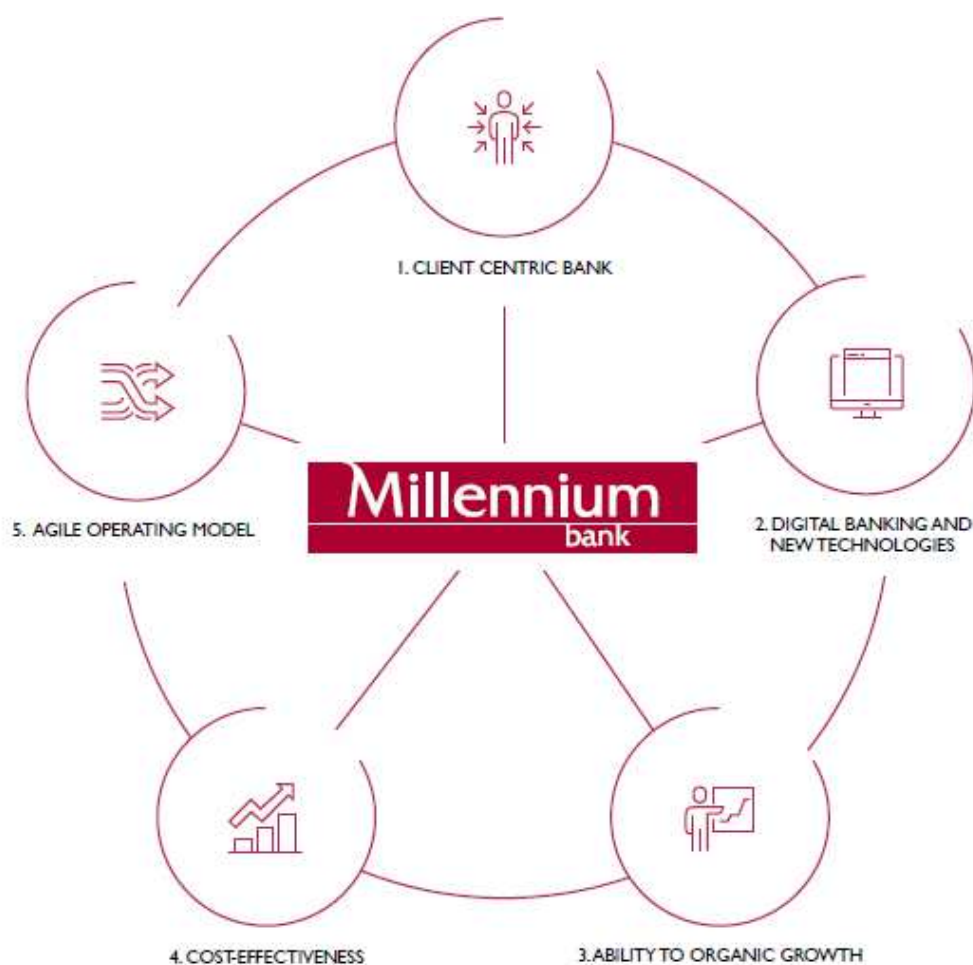 1. CLIENT CENTRIC BANK
Millennium
bank
5. AGILE OPERATING MODEL
2. DIGITAL BANKING AND
NEW TECHNOLOGIES
4. COST-EFFECTIVENESS
3. ABILITY TO ORGANIC GROWTH